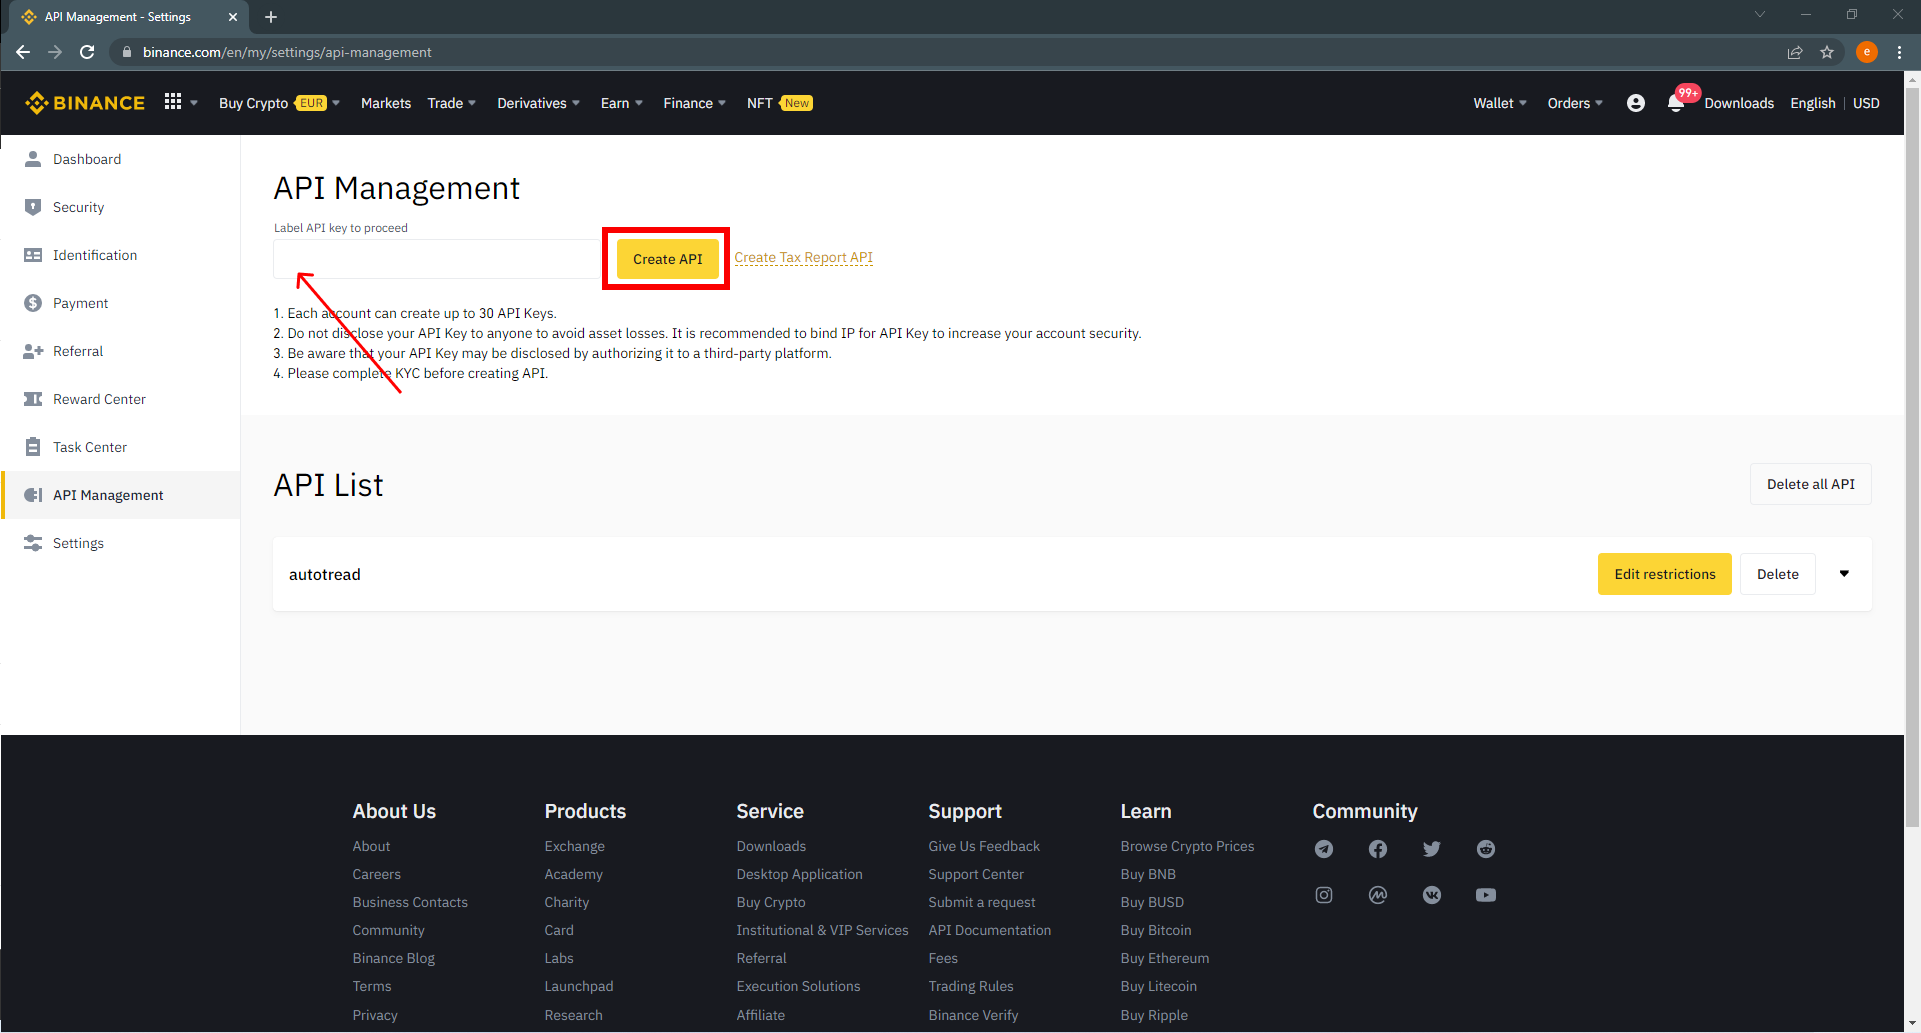 API Management - Settings
binance.com/en/my/settings/api-management
e
BINANCE
Buy Crypto EUR
Markets
Trade
Derivatives
Earn
Finance
NFT New
Wallet
Orders
99+
Downloads
English | USD
Dashboard
Security
Identification
Payment
Referral
Reward Center
Task Center
API Management
Settings
API Management
Label API key to proceed
Create API
Create Tax Report API
1. Each account can create up to 30 API Keys.
2. Do not disclose your API Key to anyone to avoid asset losses. It is recommended to bind IP for API Key to increase your account security.
3. Be aware that your API Key may be disclosed by authorizing it to a third-party platform.
4. Please complete KYC before creating API.
API List
Delete all API
autotread
Edit restrictions
Delete
About Us
About
Careers
Business Contacts
Community
Binance Blog
Terms
Privacy
Products
Exchange
Academy
Charity
Card
Labs
Launchpad
Research
Service
Downloads
Desktop Application
Buy Crypto
Institutional & VIP Services
Referral
Execution Solutions
Affiliate
Support
Give Us Feedback
Support Center
Submit a request
API Documentation
Fees
Trading Rules
Binance Verify
Learn
Browse Crypto Prices
Buy BNB
Buy BUSD
Buy Bitcoin
Buy Ethereum
Buy Litecoin
Buy Ripple
Community